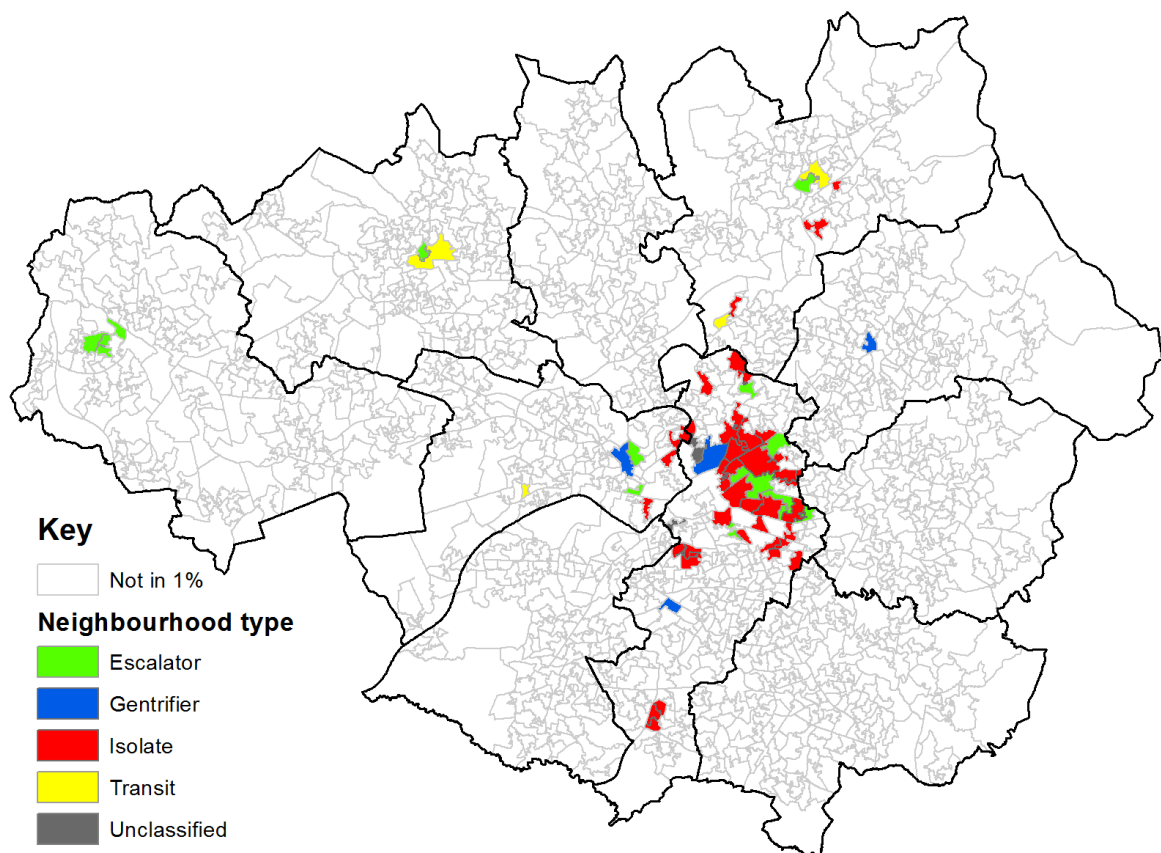 Key
Not in 1%
Neighbourhood type
Escalator
Gentrifier
Isolate
Transit
Unclassified